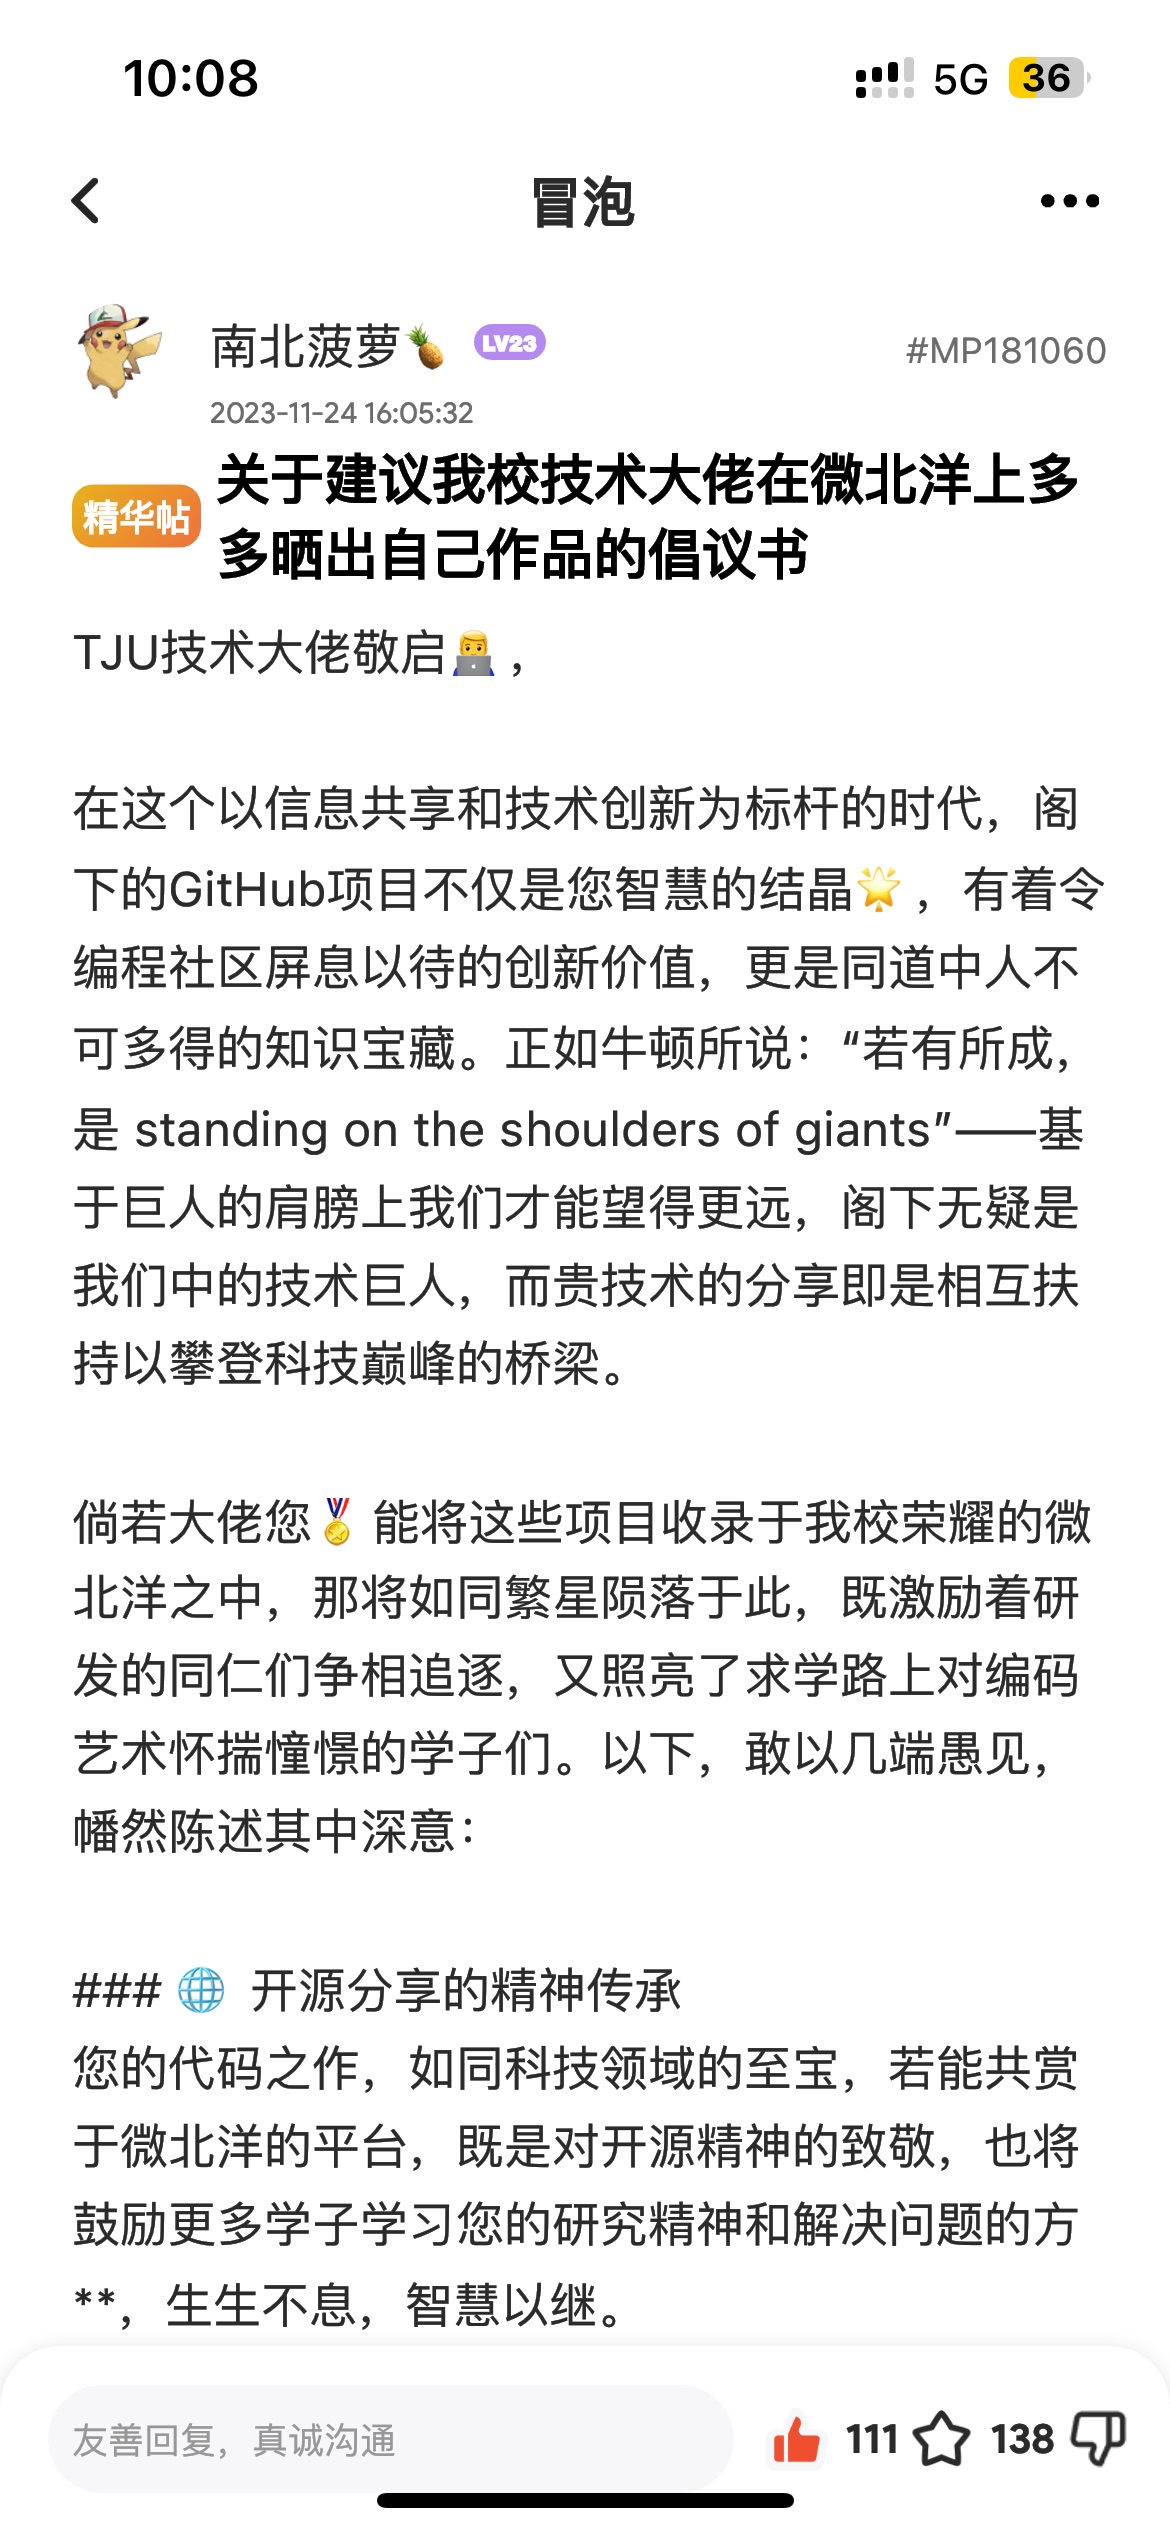 10:08
5G 36
冒泡
南北菠萝🍍 LV23 #MP181060
2023-11-24 16:05:32
精华帖
关于建议我校技术大佬在微北洋上多
多晒出自己作品的倡议书
TJU技术大佬敬启👨‍💻，
在这个以信息共享和技术创新为标杆的时代，阁
下的GitHub项目不仅是您智慧的结晶🌟，有着令
编程社区屏息以待的创新价值，更是同道中人不
可多得的知识宝藏。正如牛顿所说：“若有所成，
是 standing on the shoulders of giants”——基
于巨人的肩膀上我们才能望得更远，阁下无疑是
我们中的技术巨人，而贵技术的分享即是相互扶
持以攀登科技巅峰的桥梁。
倘若大佬您🏅 能将这些项目收录于我校荣耀的微
北洋之中，那将如同繁星陨落于此，既激励着研
发的同仁们争相追逐，又照亮了求学路上对编码
艺术怀揣憧憬的学子们。以下，敢以几端愚见，
幡然陈述其中深意：
### 🌐 开源分享的精神传承
您的代码之作，如同科技领域的至宝，若能共赏
于微北洋的平台，既是对开源精神的致敬，也将
鼓励更多学子学习您的研究精神和解决问题的方
**，生生不息，智慧以继。
友善回复，真诚沟通
111 138